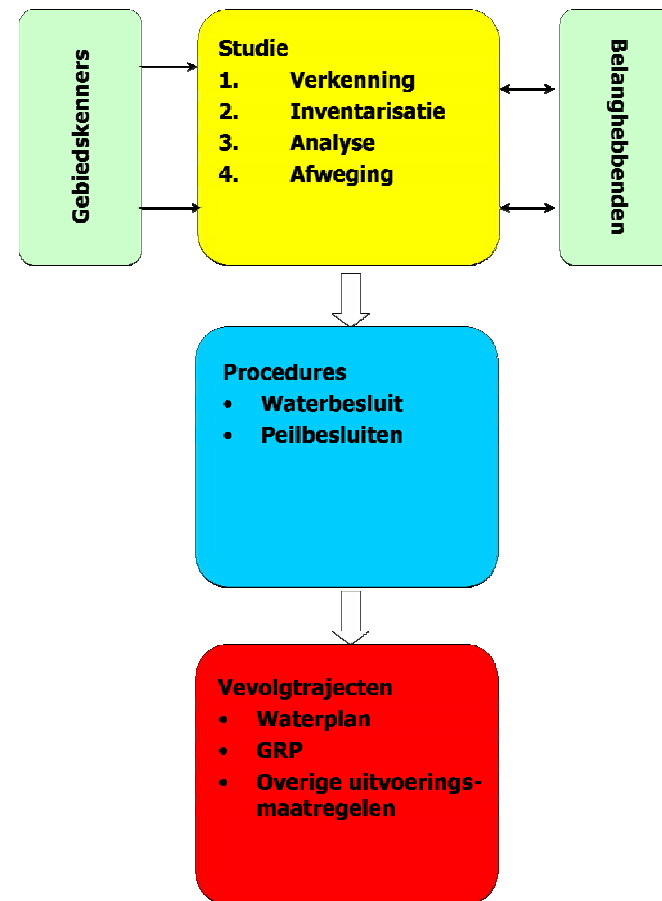 Gebiedskenners
Studie
1. Verkenning
2. Inventarisatie
3. Analyse
4. Afweging
Belanghebbenden
Procedures
• Waterbesluit
• Peilbesluiten
Vevolgtrajecten
• Waterplan
• GRP
• Overige uitvoerings-
maatregelen